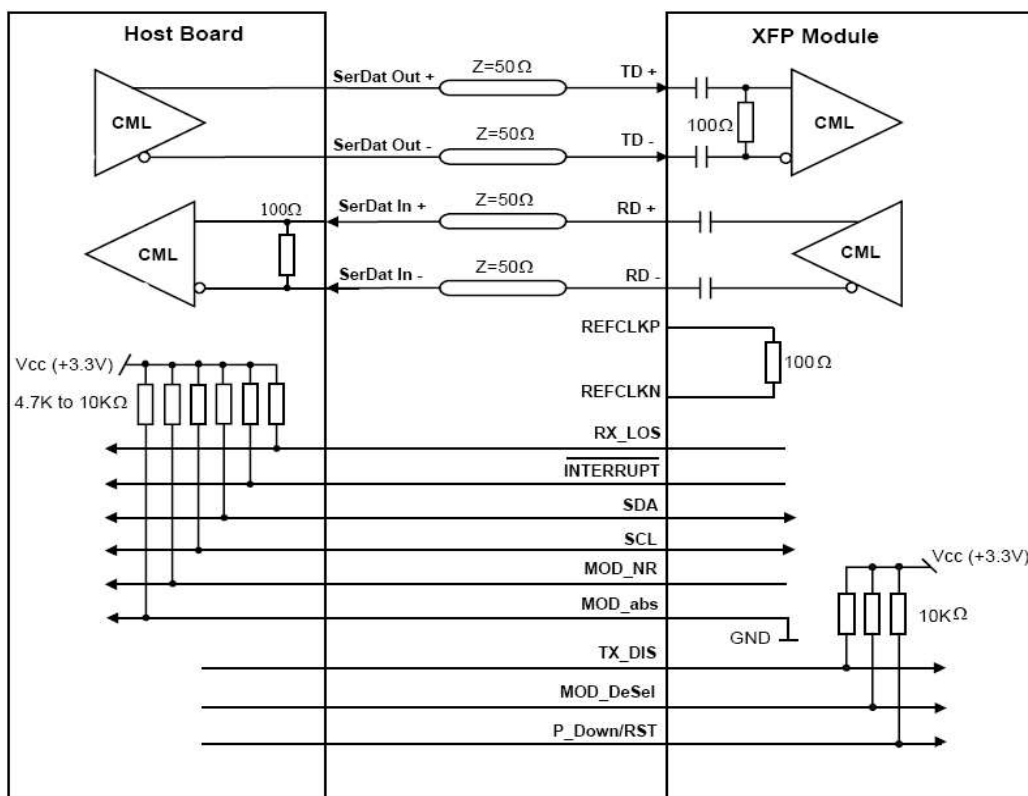 Host Board
XFP Module
SerDat Out +
Z=50Ω
TD +
CML
100Ω
CML
SerDat Out -
Z=50Ω
TD -
100Ω
SerDat In +
Z=50Ω
RD +
CML
CML
SerDat In -
Z=50Ω
RD -
REFCLKP
Vcc (+3.3V)
100Ω
4.7K to 10KΩ
REFCLKN
RX_LOS
INTERRUPT
SDA
SCL
Vcc (+3.3V)
MOD_NR
MOD_abs
10KΩ
GND
TX_DIS
MOD_DeSel
P_Down/RST